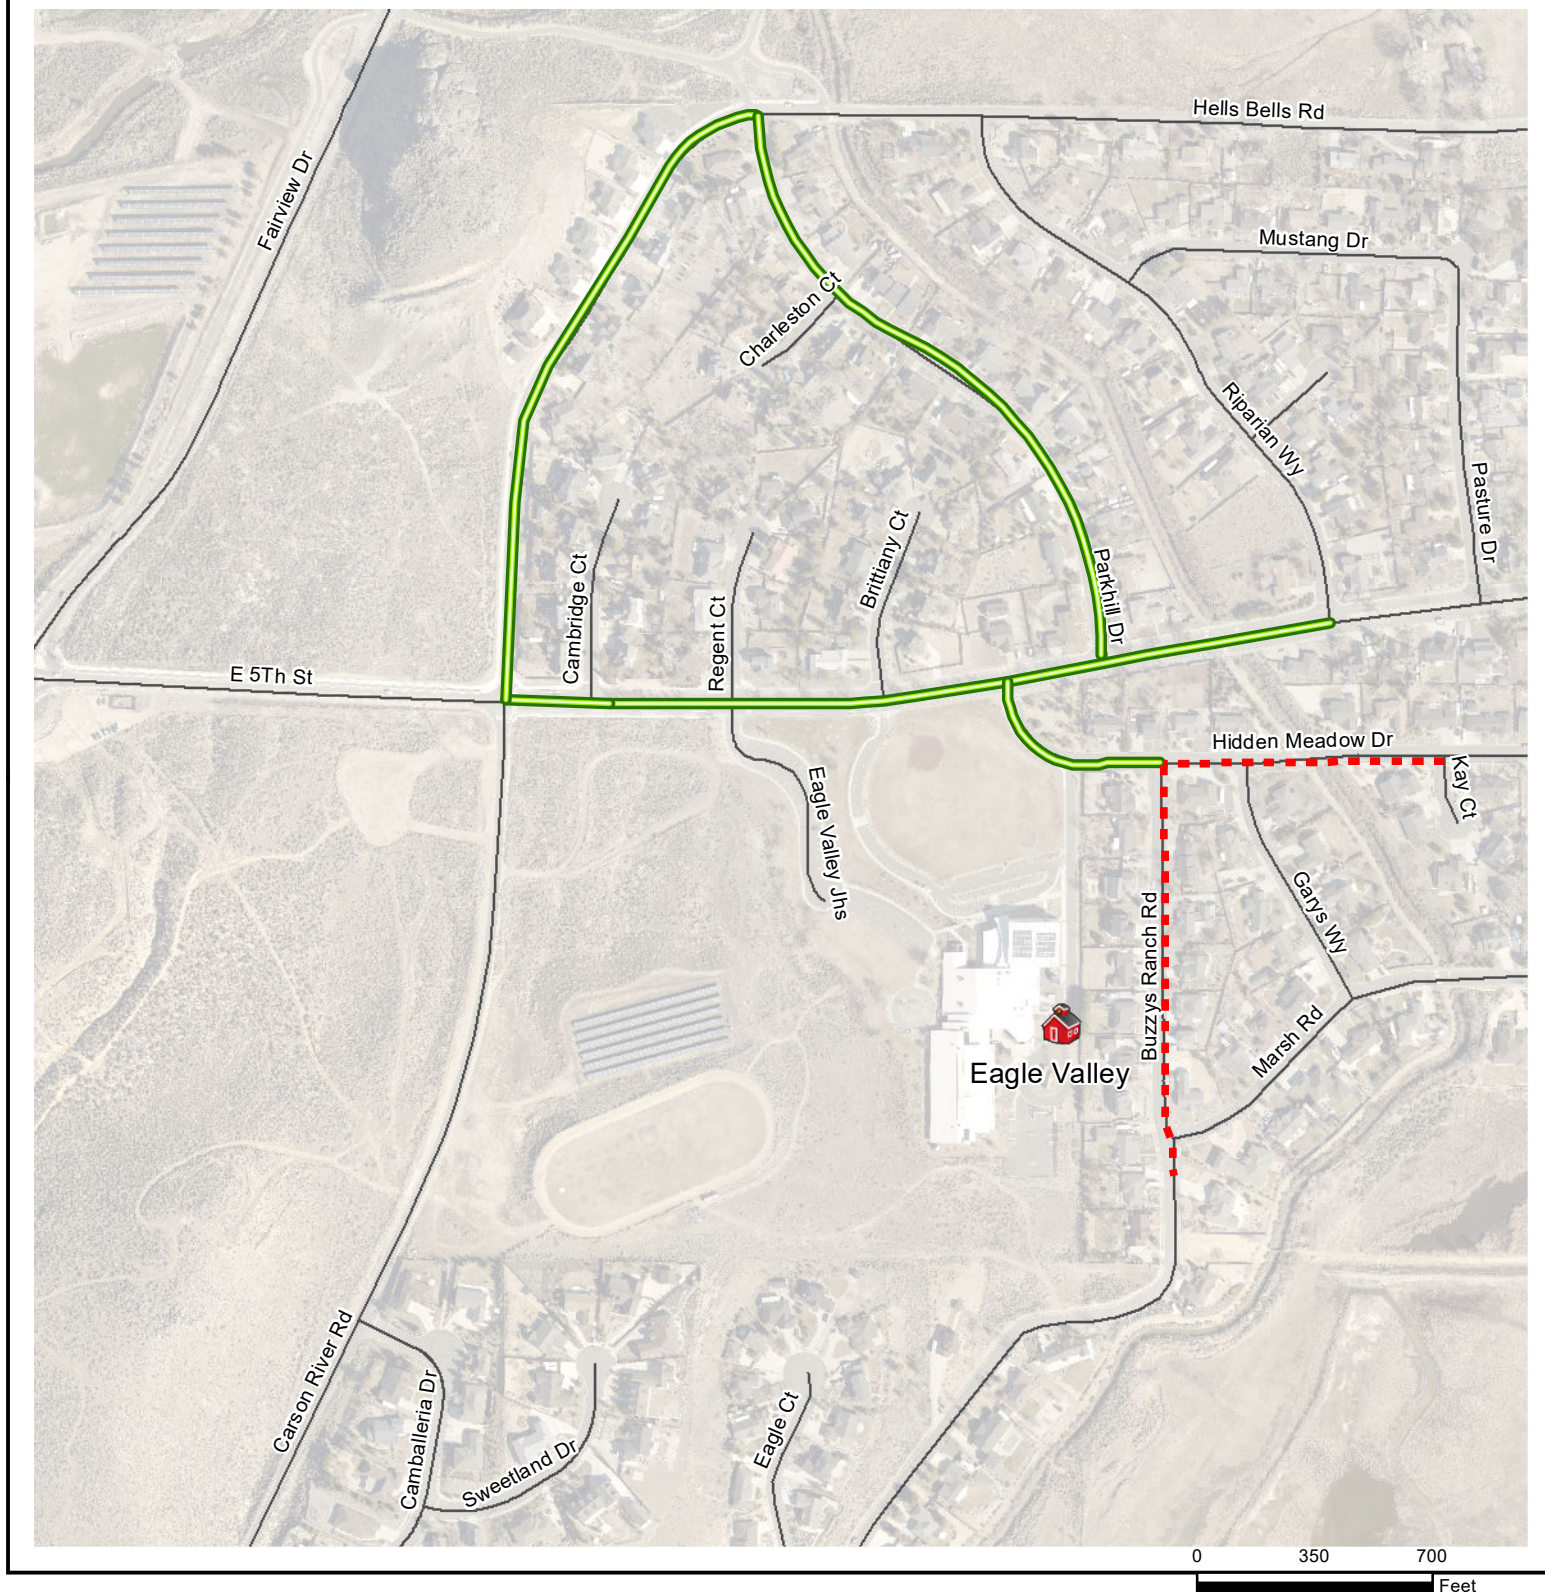 Hells Bells Rd
Fairview Dr
Mustang Dr
Charleston Ct
Riparian Wy
Pasture Dr
Brittiany Ct
Parkhill Dr
Cambridge Ct
Regent Ct
E 5Th St
Hidden Meadow Dr
Kay Ct
Eagle Valley Jhs
Garys Wy
Buzzys Ranch Rd
Marsh Rd
Eagle Valley
Carson River Rd
Camballeria Dr
Sweetland Dr
Eagle Ct
0 350 700
Feet